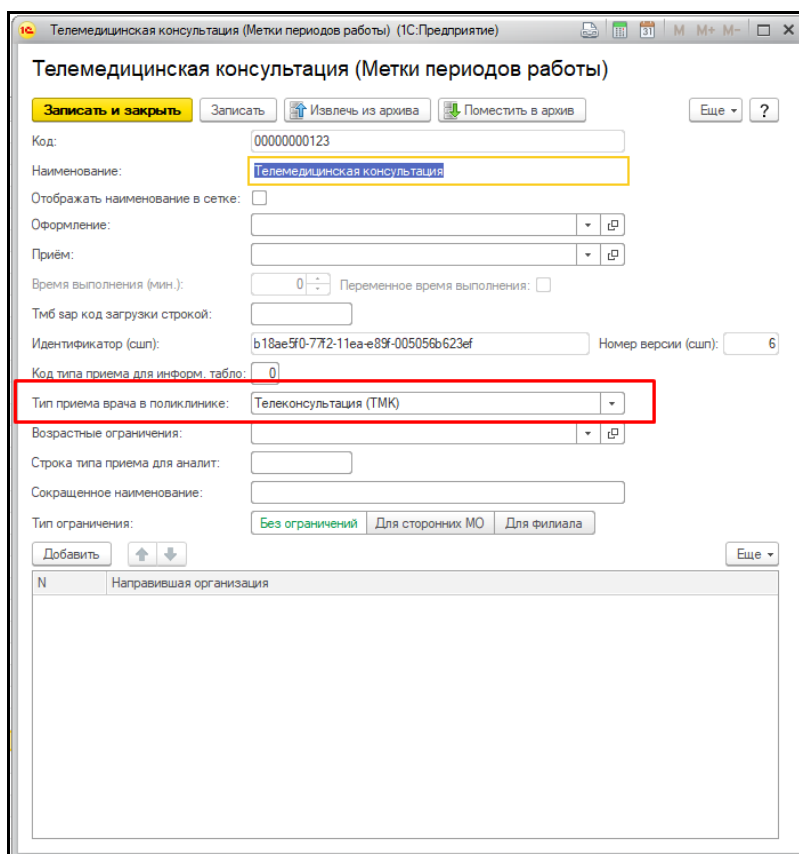 Телемедицинская консультация (Метки периодов работы) (1С:Предприятие) 31 M M+ M-
Телемедицинская консультация (Метки периодов работы)
Записать и закрыть Записать Извлечь из архива Поместить в архив Еще ?
Код: 00000000123
Наименование: Телемедицинская консультация
Отображать наименование в сетке:
Оформление:
Приём:
Время выполнения (мин.): 0 Переменное время выполнения:
Тмб sap код загрузки строкой:
Идентификатор (сшп): b18ae5f0-77f2-11ea-e89f-005056b623ef Номер версии (сшп): 6
Код типа приема для информ. табло: 0
Тип приема врача в поликлинике: Телеконсультация (ТМК)
Возрастные ограничения:
Строка типа приема для аналит:
Сокращенное наименование:
Тип ограничения: Без ограничений Для сторонних МО Для филиала
Добавить Еще
N Направившая организация